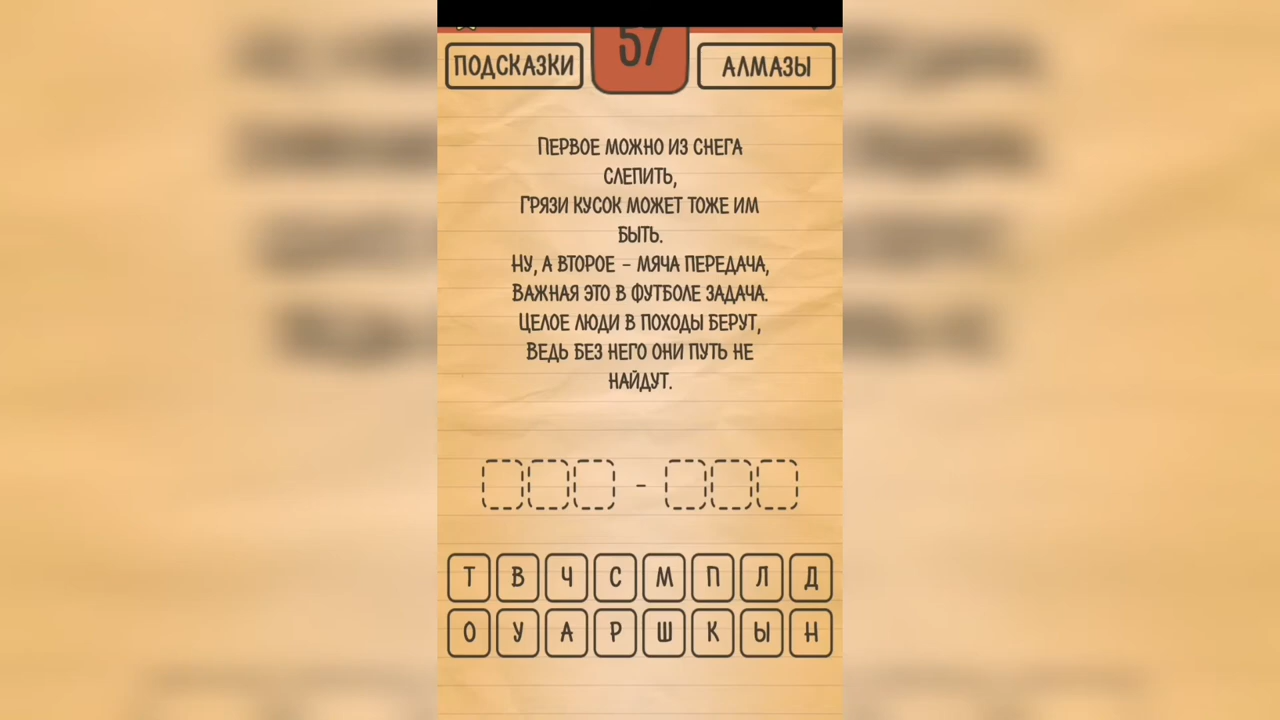 57
ПОДСКАЗКИ
АЛМАЗЫ
ПЕРВОЕ МОЖНО ИЗ СНЕГА
СЛЕПИТЬ,
ГРЯЗИ КУСОК МОЖЕТ ТОЖЕ ИМ
БЫТЬ.
НУ, А ВТОРОЕ - МЯЧА ПЕРЕДАЧА,
ВАЖНАЯ ЭТО В ФУТБОЛЕ ЗАДАЧА.
ЦЕЛОЕ ЛЮДИ В ПОХОДЫ БЕРУТ,
ВЕДЬ БЕЗ НЕГО ОНИ ПУТЬ НЕ
НАЙДУТ.
-
Т В Ч С М П Л Д
О У А Р Ш К Ы Н